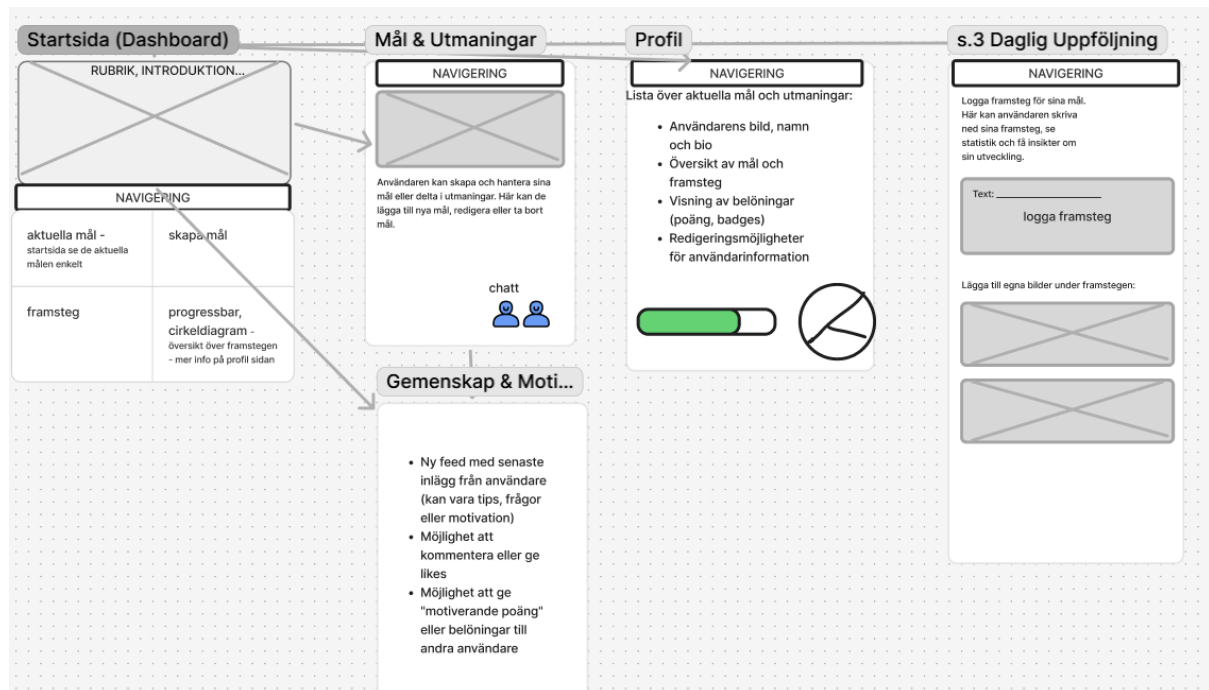 Startsida (Dashboard)
RUBRIK, INTRODUKTION...
NAVIGERING
aktuella mål -
startsida se de aktuella
målen enkelt
skapa mål
framsteg
progressbar,
cirkeldiagram -
översikt över framstegen
- mer info på profil sidan
Mål & Utmaningar
NAVIGERING
Användaren kan skapa och hantera sina
mål eller delta i utmaningar. Här kan de
lägga till nya mål, redigera eller ta bort
mål.
chatt
Gemenskap & Moti...
• Ny feed med senaste
inlägg från användare
(kan vara tips, frågor
eller motivation)
• Möjlighet att
kommentera eller ge
likes
• Möjlighet att ge
"motiverande poäng"
eller belöningar till
andra användare
Profil
NAVIGERING
Lista över aktuella mål och utmaningar:
• Användarens bild, namn
och bio
• Översikt av mål och
framsteg
• Visning av belöningar
(poäng, badges)
• Redigeringsmöjligheter
för användarinformation
s.3 Daglig Uppföljning
NAVIGERING
Logga framsteg för sina mål.
Här kan användaren skriva
ned sina framsteg, se
statistik och få insikter om
sin utveckling.
Text: ____________________
logga framsteg
Lägga till egna bilder under framstegen: